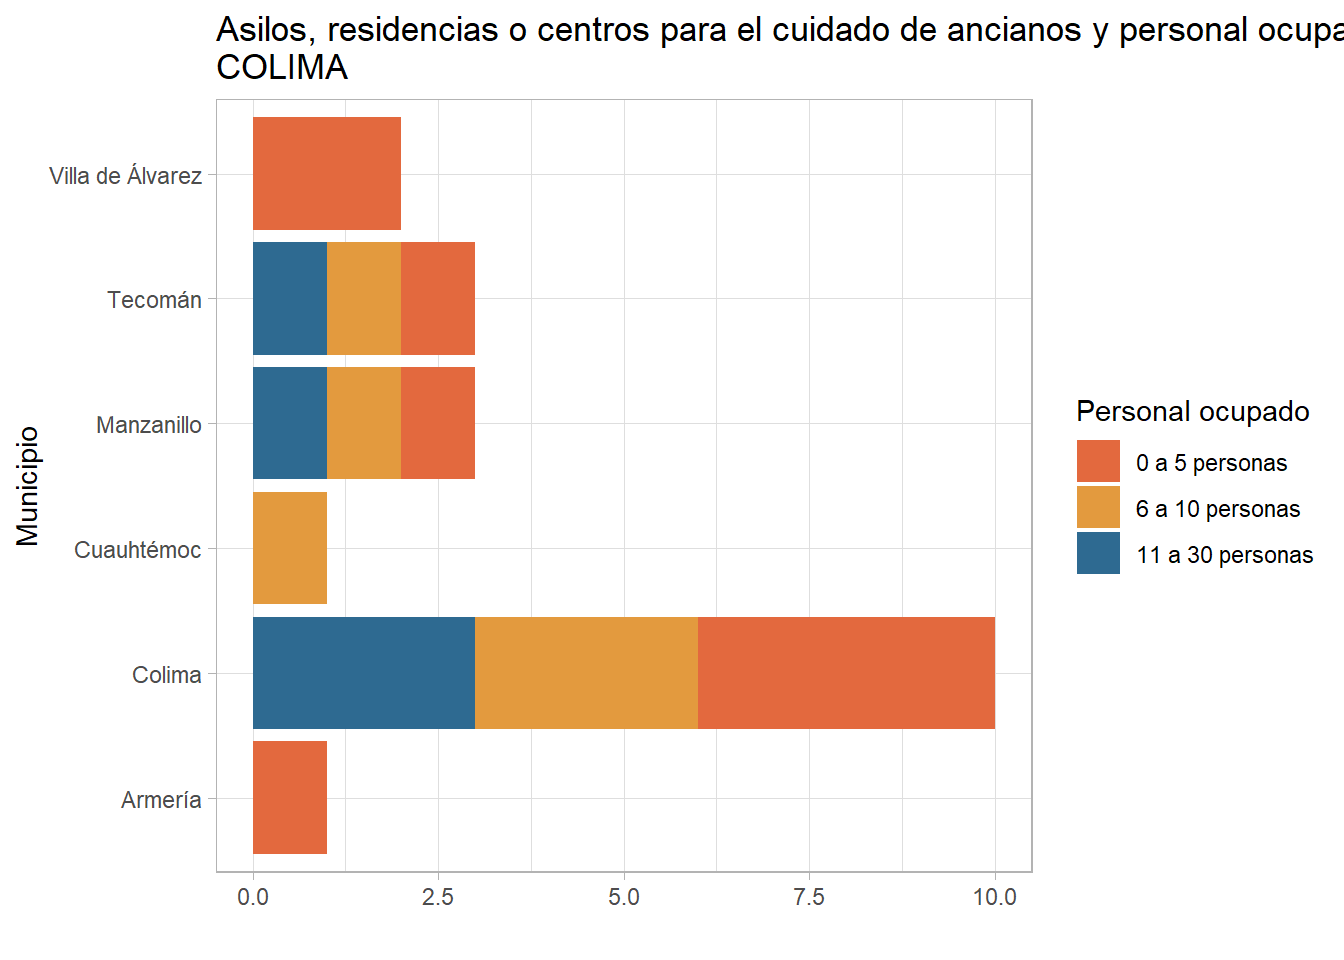 Asilos, residencias o centros para el cuidado de ancianos y personal
COLIMA
Villa de Álvarez
Tecomán
Manzanillo
Cuauhtémoc
Colima
Armería
Municipio
0.0 2.5 5.0 7.5 10.0
Personal ocupado
0 a 5 personas
6 a 10 personas
11 a 30 personas